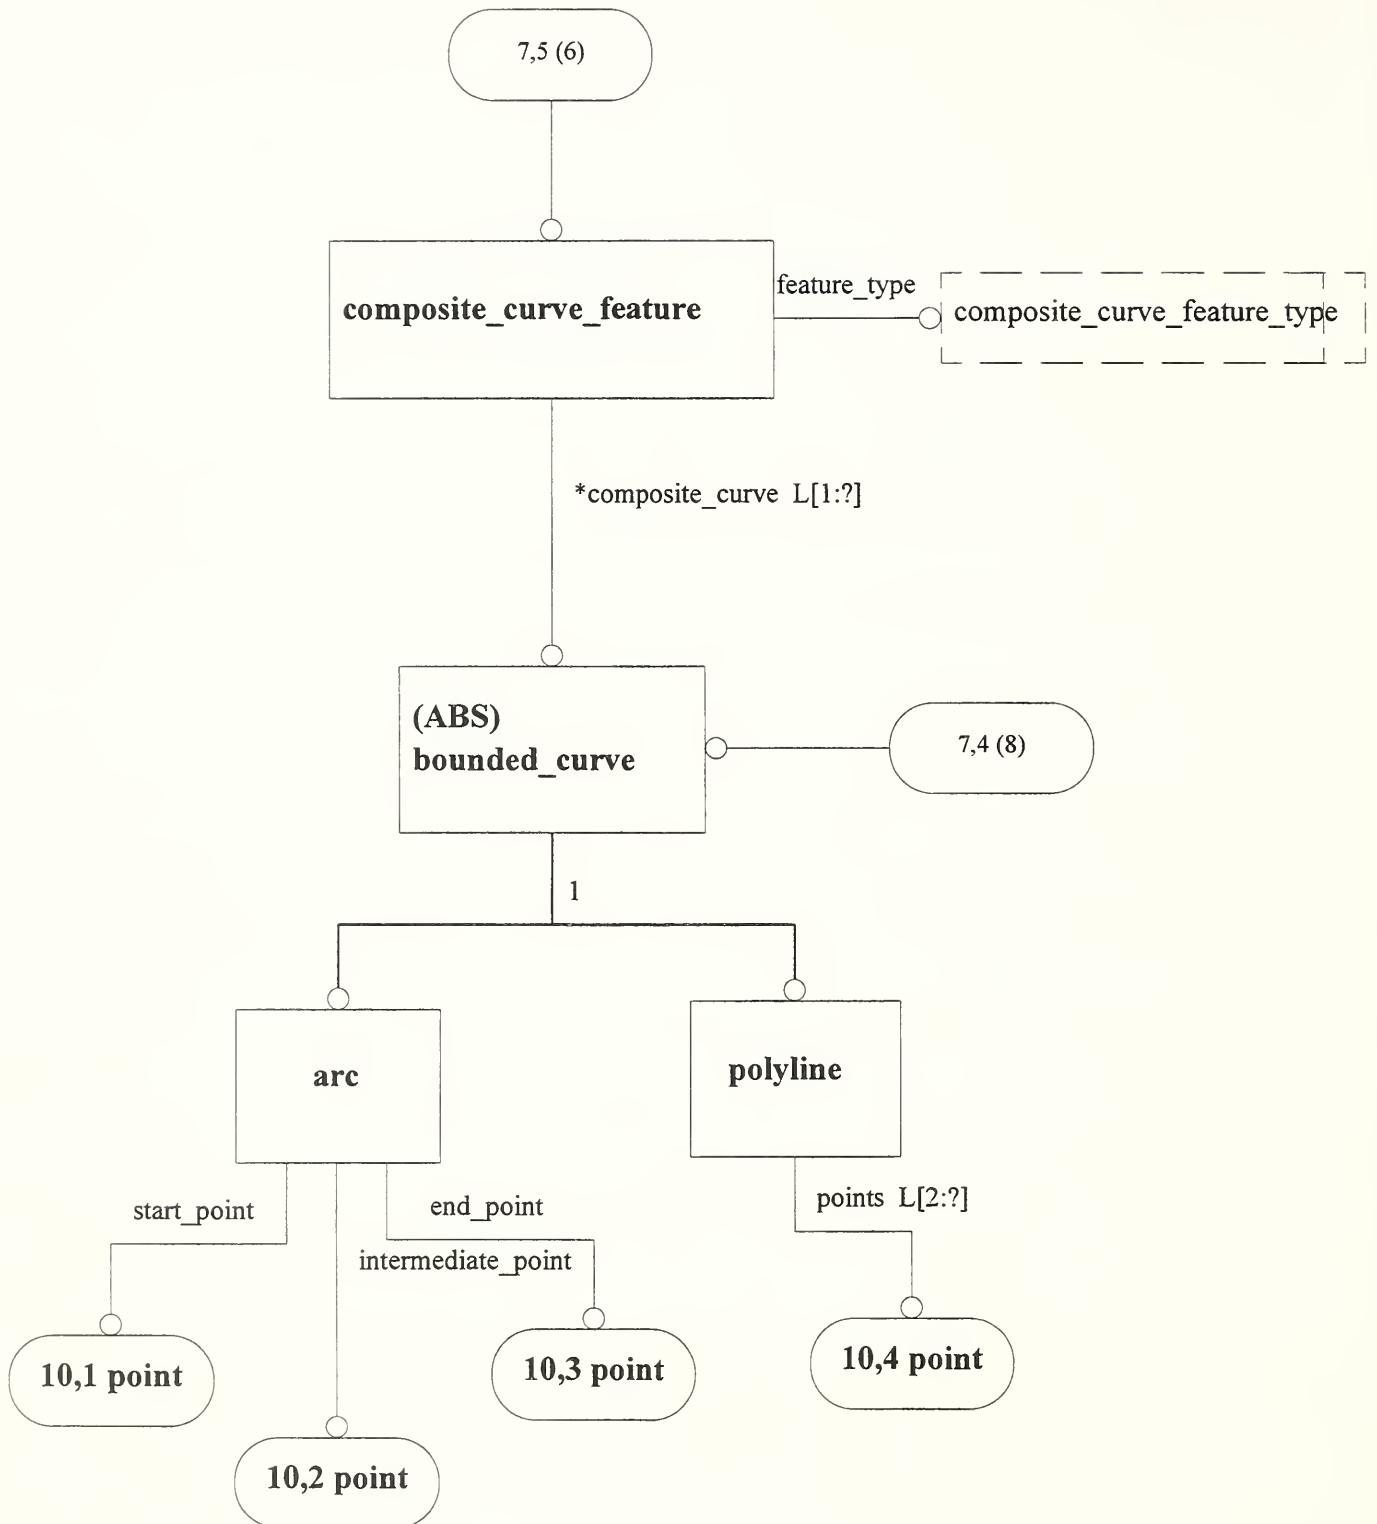 7,5 (6)
composite_curve_feature
feature_type
composite_curve_feature_type
*composite_curve L[1:?]
(ABS)
bounded_curve
7,4 (8)
1
arc
polyline
start_point
end_point
intermediate_point
points L[2:?]
10,1 point
10,2 point
10,3 point
10,4 point